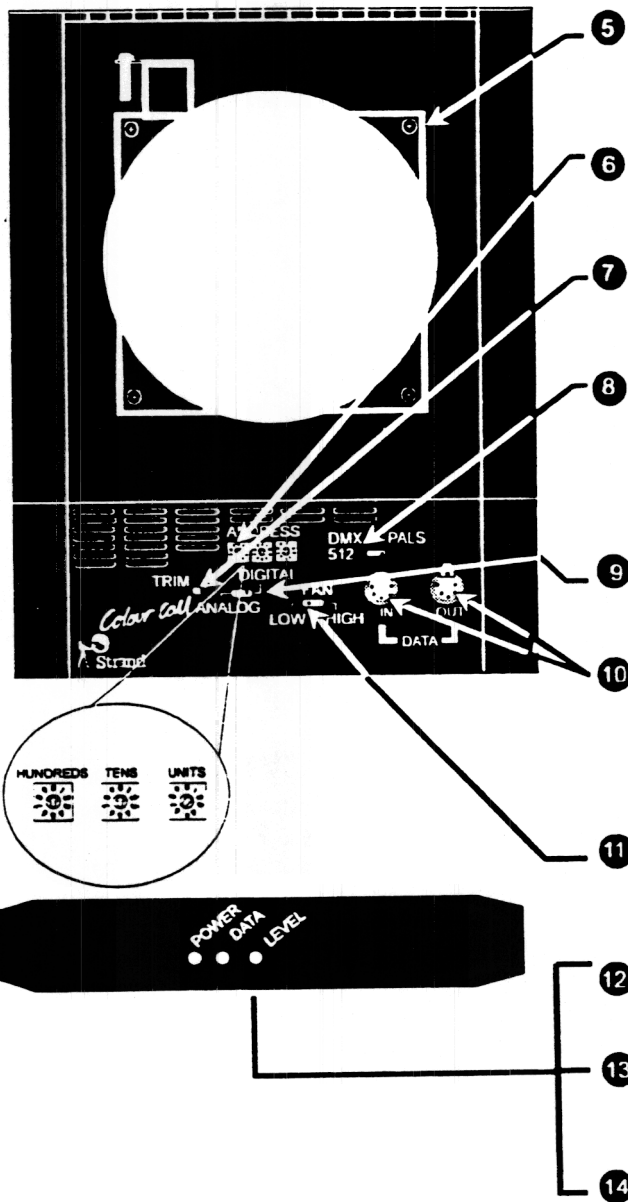 5
6
7
8
ADDRESS
DMX PALS
512
9
TRIM
DIGITAL
Colour Call
ANALOG
FAN
LOW HIGH
IN
OUT
DATA
Strand
10
HUNDREDS TENS UNITS
11
POWER
DATA
LEVEL
12
13
14